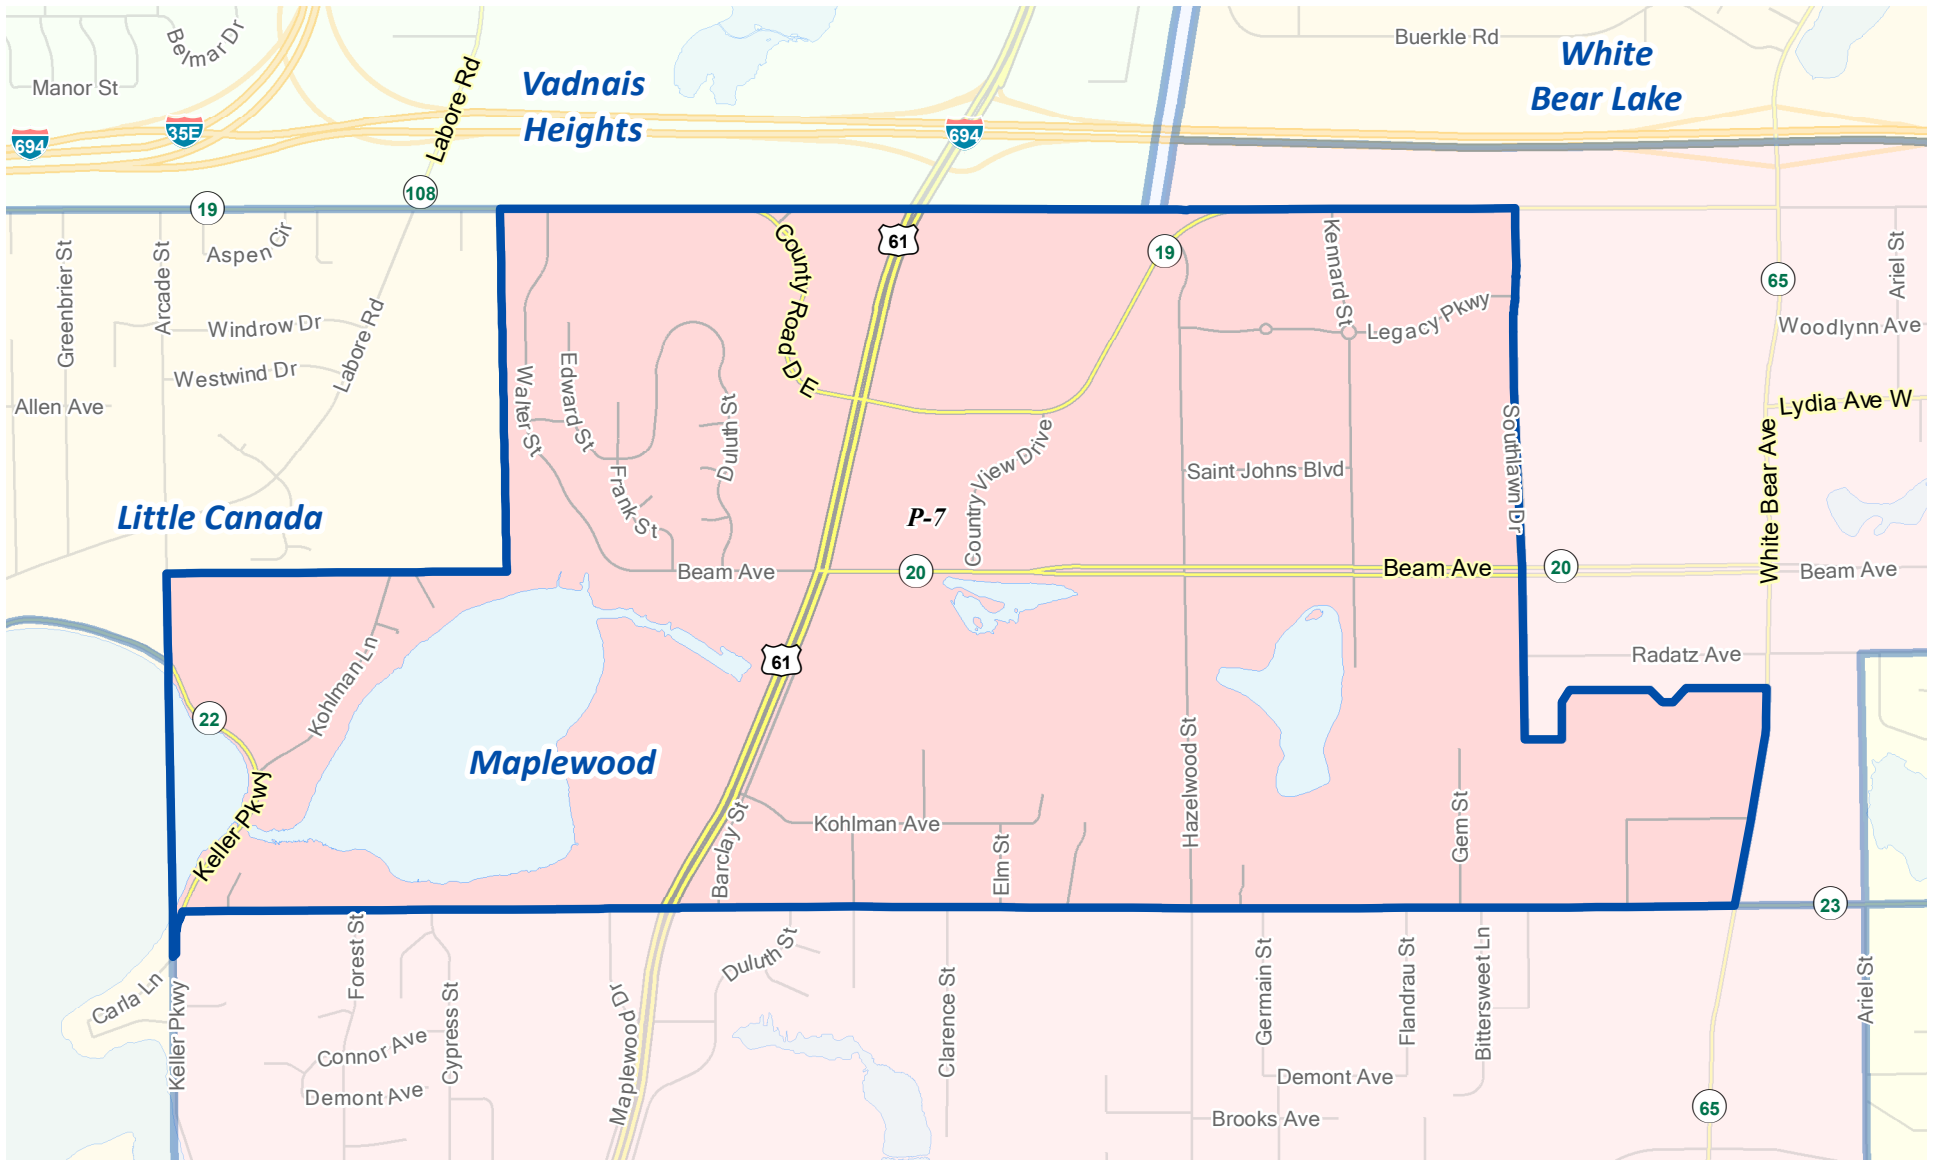 Belmar Dr
Manor St
694
35E
Labore Rd
Vadnais
Heights
694
Buerkle Rd
White
Bear Lake
19
108
Greenbrier St
Arcade St
Aspen Cir
Windrow Dr
Westwind Dr
Labore Rd
Allen Ave
Little Canada
Walter St
Edward St
Frank St
Duluth St
County Road D E
61
19
Kennard St
Legacy Pkwy
65
Ariel St
Woodlynn Ave
Lydia Ave W
White Bear Ave
Southlawn Dr
Saint Johns Blvd
Country View Drive
P-7
Beam Ave
20
Beam Ave
20
Beam Ave
Radatz Ave
Kohlman Ln
22
Keller Pkwy
61
Maplewood
Barclay St
Kohlman Ave
Elm St
Hazelwood St
Gem St
23
Carla Ln
Keller Pkwy
Forest St
Connor Ave
Demont Ave
Cypress St
Maplewood Dr
Duluth St
Clarence St
Germain St
Flandrau St
Bittersweet Ln
Demont Ave
Brooks Ave
65
Ariel St